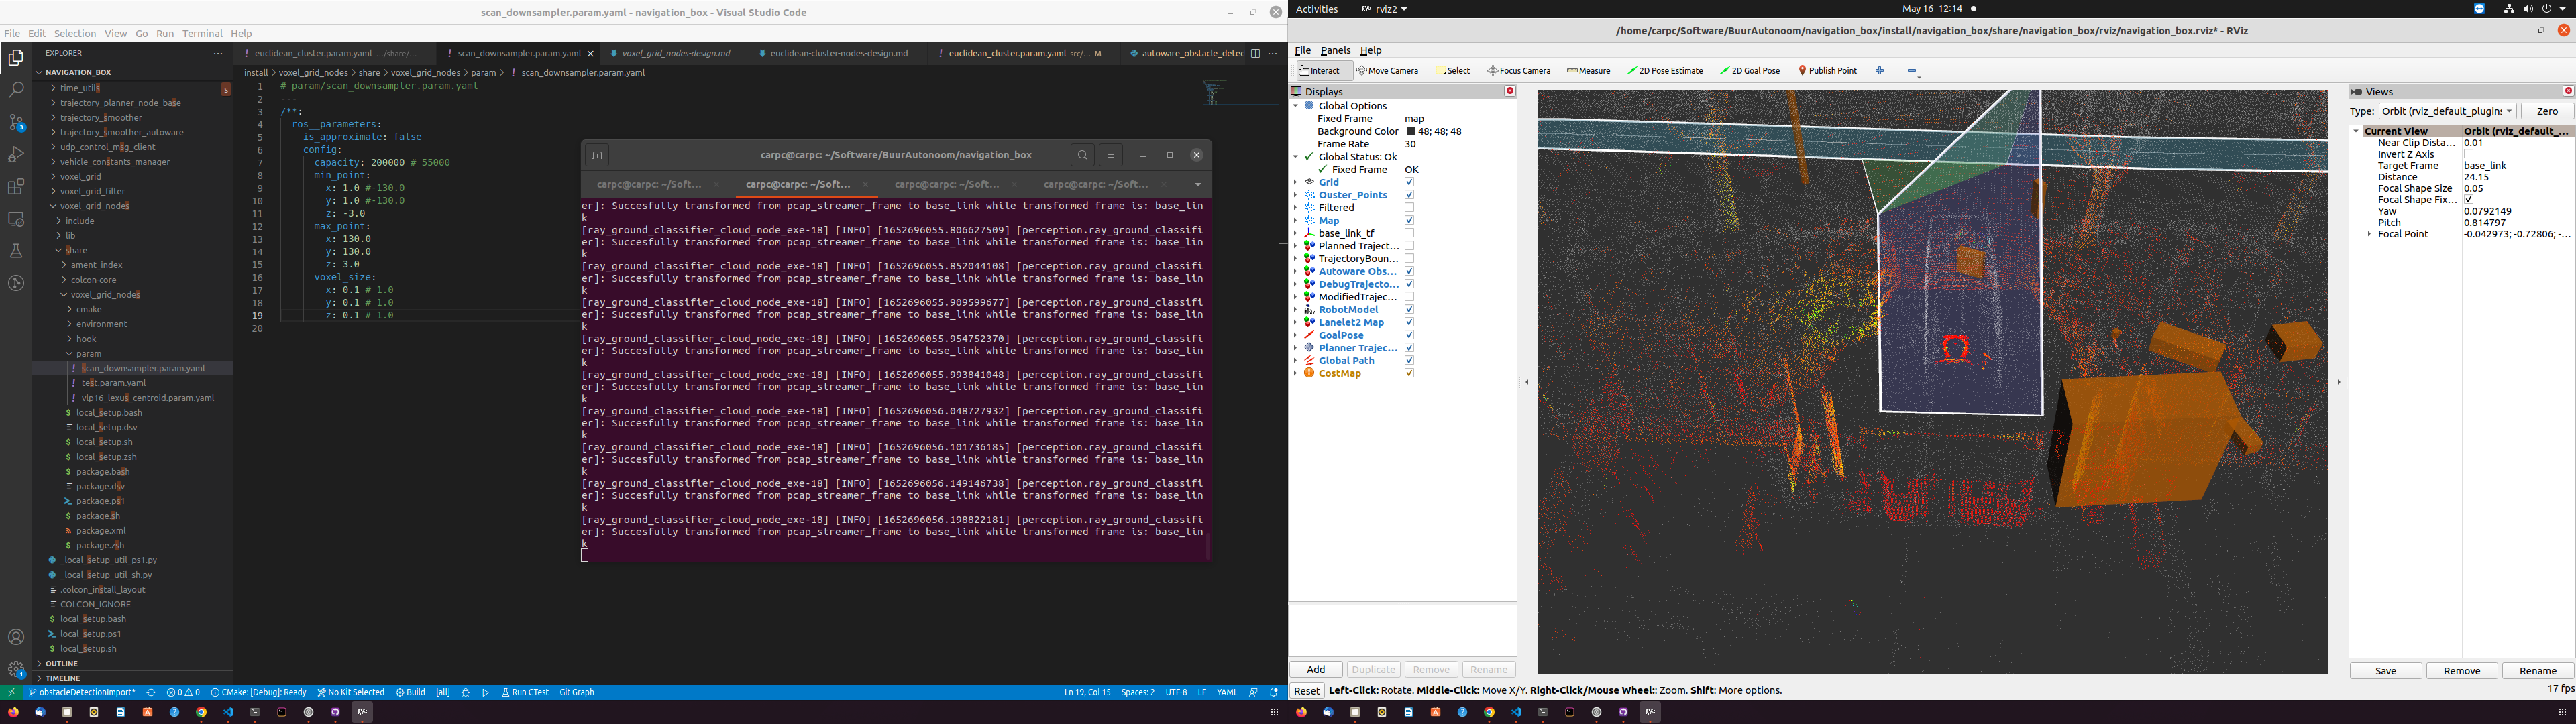 scan_downsampler.param.yaml - navigation_box - Visual Studio Code
File Edit Selection View Go Run Terminal Help
EXPLORER
NAVIGATION_BOX
time_utils
5
trajectory_planner_node_base
trajectory_smoother
trajectory_smoother_autoware
udp_control_msg_client
vehicle_constants_manager
voxel_grid
voxel_grid_filter
voxel_grid_nodes
include
lib
share
ament_index
colcon-core
voxel_grid_nodes
cmake
environment
hook
param
scan_downsampler.param.yaml
test.param.yaml
vlp16_lexus_centroid.param.yaml
local_setup.bash
local_setup.dsv
local_setup.sh
local_setup.zsh
package.bash
package.dsv
package.ps1
package.sh
package.xml
package.zsh
_local_setup_util_ps1.py
_local_setup_util_sh.py
.colcon_install_layout
COLCON_IGNORE
local_setup.bash
local_setup.ps1
local_setup.sh
OUTLINE
TIMELINE
euclidean_cluster.param.yaml .../share/...
scan_downsampler.param.yaml
voxel_grid_nodes-design.md
euclidean-cluster-nodes-design.md
euclidean_cluster.param.yaml src/... M
autoware_obstacle_detec
install > voxel_grid_nodes > share > voxel_grid_nodes > param > ! scan_downsampler.param.yaml
1 # param/scan_downsampler.param.yaml
2 ---
3 /**:
4 ros__parameters:
5 is_approximate: false
6 config:
7 capacity: 200000 # 55000
8 min_point:
9 x: 1.0 #-130.0
10 y: 1.0 #-130.0
11 z: -3.0
12 max_point:
13 x: 130.0
14 y: 130.0
15 z: 3.0
16 voxel_size:
17 x: 0.1 # 1.0
18 y: 0.1 # 1.0
19 z: 0.1 # 1.0
20
carpc@carpc: ~/Software/BuurAutonoom/navigation_box
carpc@carpc: ~/Soft... carpc@carpc: ~/Soft... carpc@carpc: ~/Soft... carpc@carpc: ~/Soft...
er]: Succesfully transformed from pcap_streamer_frame to base_link while transformed frame is: base_lin
k
[ray_ground_classifier_cloud_node_exe-18] [INFO] [1652696055.806627509] [perception.ray_ground_classifi
er]: Succesfully transformed from pcap_streamer_frame to base_link while transformed frame is: base_lin
k
[ray_ground_classifier_cloud_node_exe-18] [INFO] [1652696055.852044108] [perception.ray_ground_classifi
er]: Succesfully transformed from pcap_streamer_frame to base_link while transformed frame is: base_lin
k
[ray_ground_classifier_cloud_node_exe-18] [INFO] [1652696055.909599677] [perception.ray_ground_classifi
er]: Succesfully transformed from pcap_streamer_frame to base_link while transformed frame is: base_lin
k
[ray_ground_classifier_cloud_node_exe-18] [INFO] [1652696055.954752370] [perception.ray_ground_classifi
er]: Succesfully transformed from pcap_streamer_frame to base_link while transformed frame is: base_lin
k
[ray_ground_classifier_cloud_node_exe-18] [INFO] [1652696055.993841048] [perception.ray_ground_classifi
er]: Succesfully transformed from pcap_streamer_frame to base_link while transformed frame is: base_lin
k
[ray_ground_classifier_cloud_node_exe-18] [INFO] [1652696056.048727932] [perception.ray_ground_classifi
er]: Succesfully transformed from pcap_streamer_frame to base_link while transformed frame is: base_lin
k
[ray_ground_classifier_cloud_node_exe-18] [INFO] [1652696056.101736185] [perception.ray_ground_classifi
er]: Succesfully transformed from pcap_streamer_frame to base_link while transformed frame is: base_lin
k
[ray_ground_classifier_cloud_node_exe-18] [INFO] [1652696056.149146738] [perception.ray_ground_classifi
er]: Succesfully transformed from pcap_streamer_frame to base_link while transformed frame is: base_lin
k
[ray_ground_classifier_cloud_node_exe-18] [INFO] [1652696056.198822181] [perception.ray_ground_classifi
er]: Succesfully transformed from pcap_streamer_frame to base_link while transformed frame is: base_lin
k
obstacleDetectionImport* 0 0 CMake: [Debug]: Ready No Kit Selected Build [all] Run CTest Git Graph
Ln 19, Col 15 Spaces: 2 UTF-8 LF YAML
Activities rviz2 May 16 12:14
/home/carpc/Software/BuurAutonoom/navigation_box/install/navigation_box/share/navigation_box/rviz/navigation_box.rviz* - RViz
File Panels Help
Interact Move Camera Select Focus Camera Measure 2D Pose Estimate 2D Goal Pose Publish Point
Displays
Global Options
Fixed Frame map
Background Color 48; 48; 48
Frame Rate 30
Global Status: Ok
Fixed Frame OK
Grid
Ouster_Points
Filtered
Map
base_link_tf
Planned Traject...
TrajectoryBoun...
Autoware Obs...
DebugTrajecto...
ModifiedTrajec...
RobotModel
Lanelet2 Map
GoalPose
Planner Trajec...
Global Path
CostMap
Add Duplicate Remove Rename
Reset Left-Click: Rotate. Middle-Click: Move X/Y. Right-Click/Mouse Wheel:: Zoom. Shift: More options.
Views
Type: Orbit (rviz_default_plugins Zero
Current View Orbit (rviz_default_...
Near Clip Dista... 0.01
Invert Z Axis
Target Frame base_link
Distance 24.15
Focal Shape Size 0.05
Focal Shape Fix...
Yaw 0.0792149
Pitch 0.814797
Focal Point -0.042973; -0.72806; -...
Save Remove Rename
17 fps